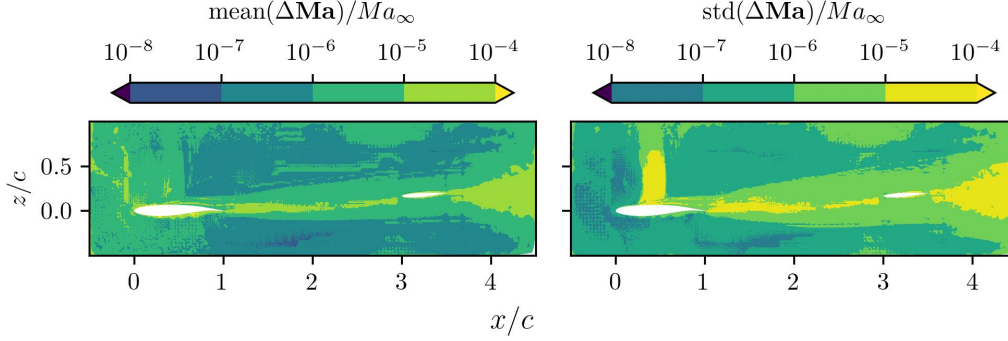 mean(ΔMa)/Ma∞ std(ΔMa)/Ma∞
10⁻⁸ 10⁻⁷ 10⁻⁶ 10⁻⁵ 10⁻⁴ 10⁻⁸ 10⁻⁷ 10⁻⁶ 10⁻⁵ 10⁻⁴
z/c
0.5
0.0
0 1 2 3 4 0 1 2 3 4
x/c